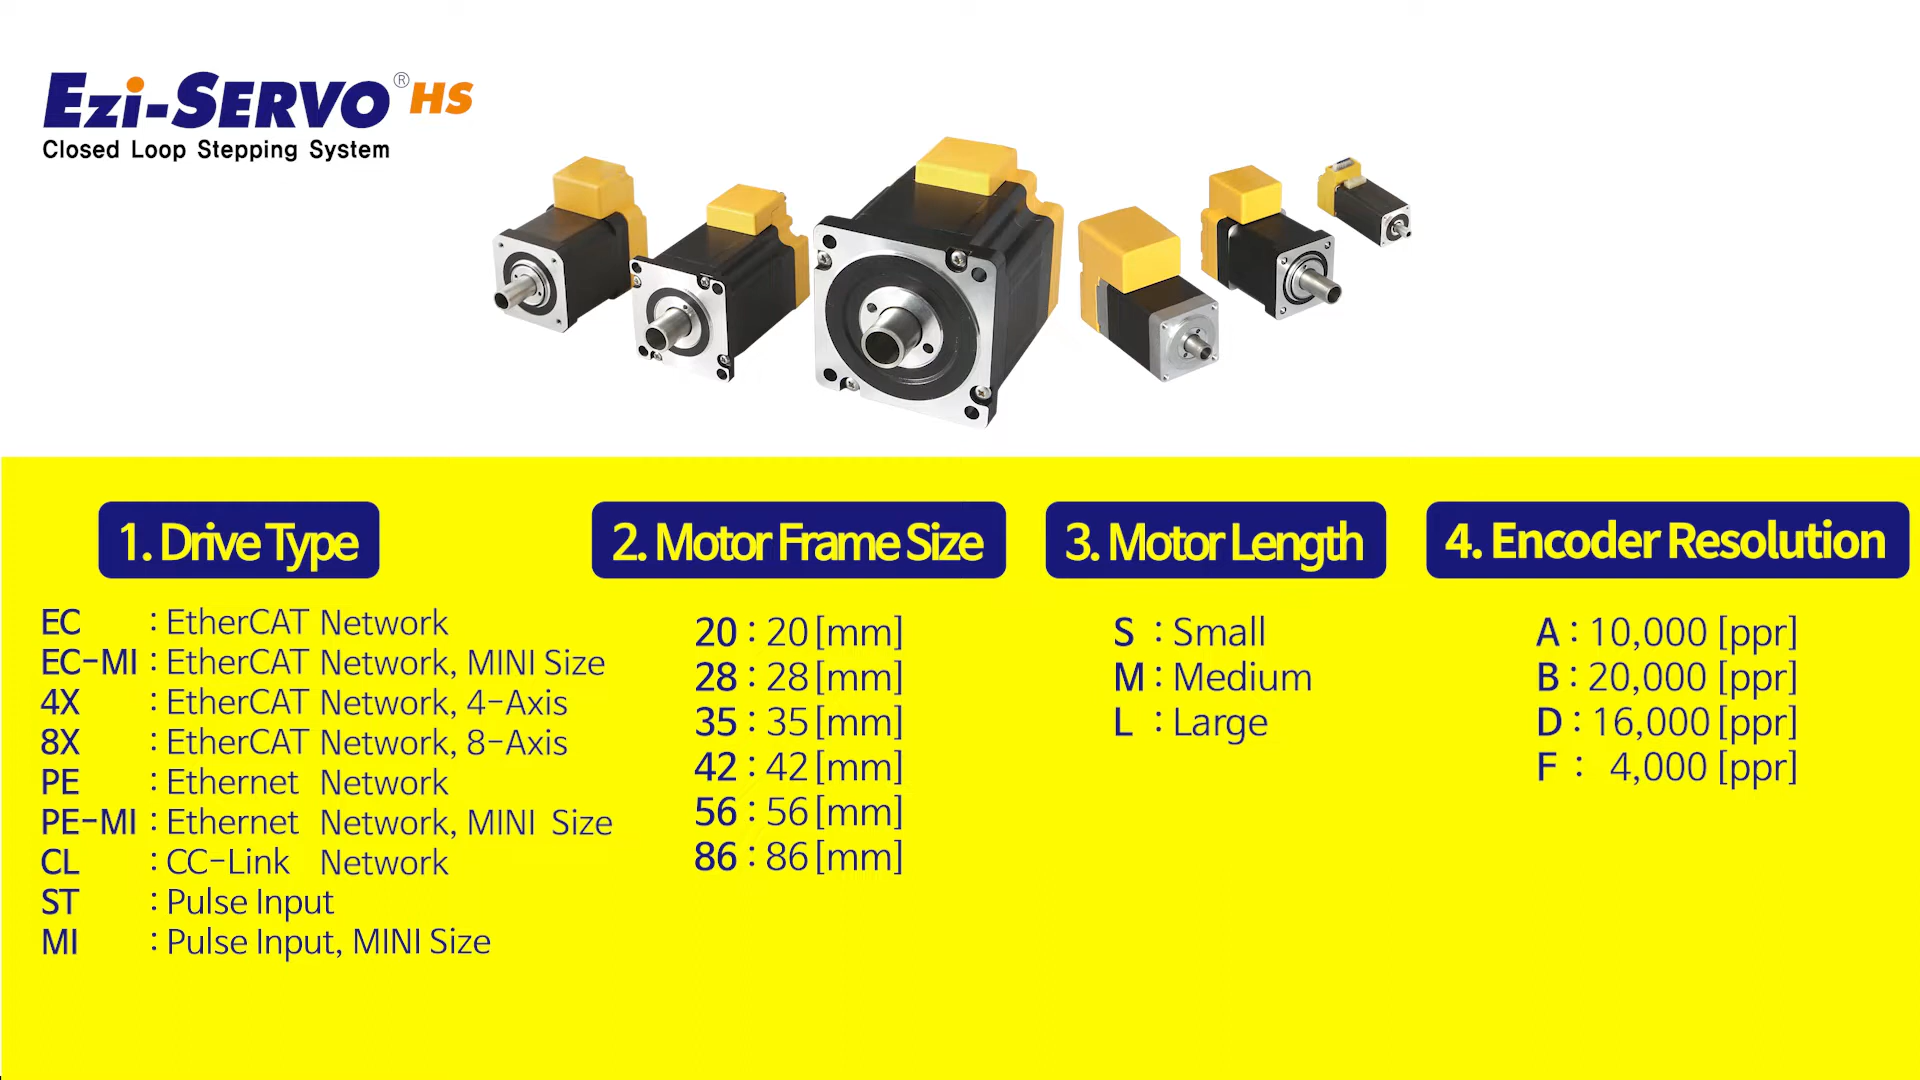 Ezi-SERVO® HS
Closed Loop Stepping System
1. Drive Type
EC : EtherCAT Network
EC-MI : EtherCAT Network, MINI Size
4X : EtherCAT Network, 4-Axis
8X : EtherCAT Network, 8-Axis
PE : Ethernet Network
PE-MI : Ethernet Network, MINI Size
CL : CC-Link Network
ST : Pulse Input
MI : Pulse Input, MINI Size
2. Motor Frame Size
20 : 20 [mm]
28 : 28 [mm]
35 : 35 [mm]
42 : 42 [mm]
56 : 56 [mm]
86 : 86 [mm]
3. Motor Length
S : Small
M : Medium
L : Large
4. Encoder Resolution
A : 10,000 [ppr]
B : 20,000 [ppr]
D : 16,000 [ppr]
F : 4,000 [ppr]